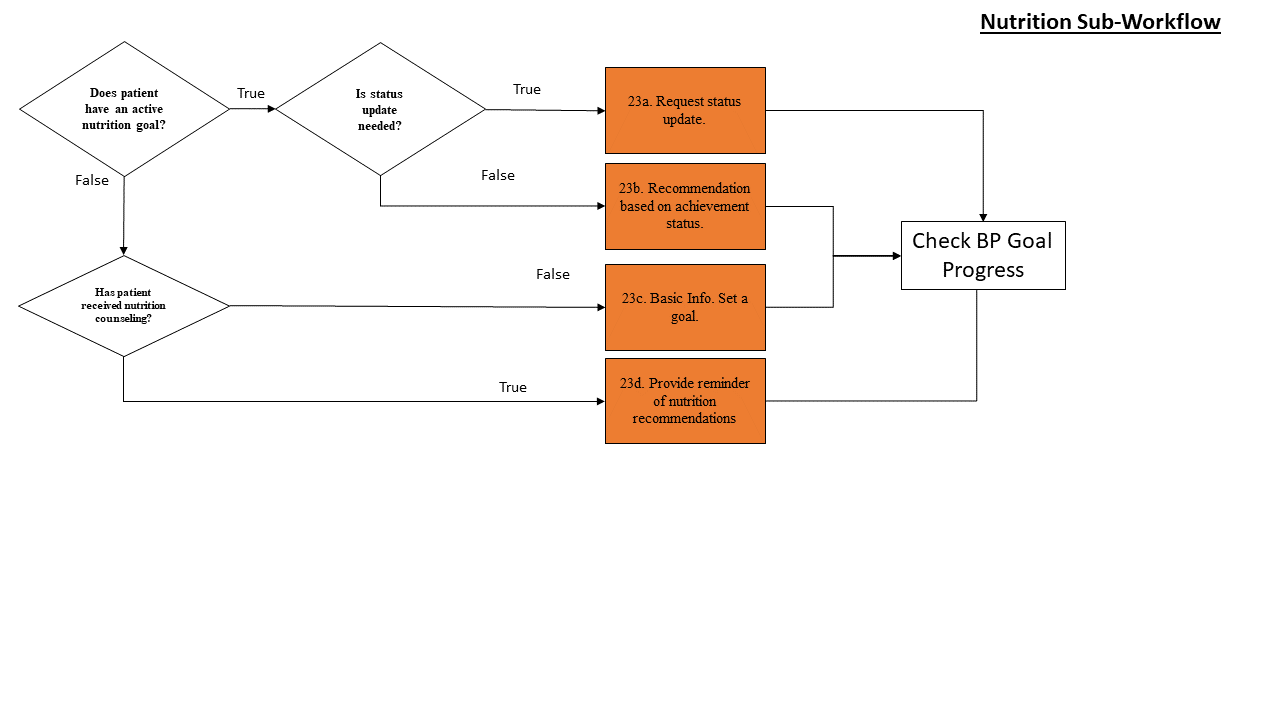 Nutrition Sub-Workflow
Does patient
have an active
nutrition goal?
True
Is status
update
needed?
True
23a. Request status
update.
False
False
23b. Recommendation
based on achievement
status.
Check BP Goal
Progress
Has patient
received nutrition
counseling?
False
23c. Basic Info. Set a
goal.
True
23d. Provide reminder
of nutrition
recommendations